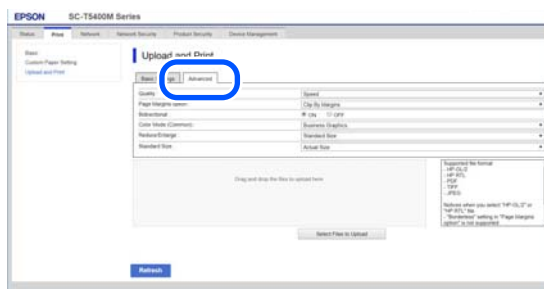 EPSON SC-T5400M Series
Status Print Network Network Security Product Security Device Management
Basic
Custom Paper Setting
Upload and Print
Upload and Print
Basic Advanced
Quality : Speed
Page Margins option : Clip By Margins
Bidirectional : ON OFF
Color Mode (Common) : Business Graphics
Reduce/Enlarge : Standard Size
Standard Size : Actual Size
Drag and drop the files to upload here.
Supported file format
- HP-GL/2
- HP RTL
- PDF
- TIFF
- JPEG
Notices when you select "HP-GL/2" or
"HP RTL" file
- "Borderless" setting in "Page Margins
option" is not supported
Select Files to Upload
Refresh